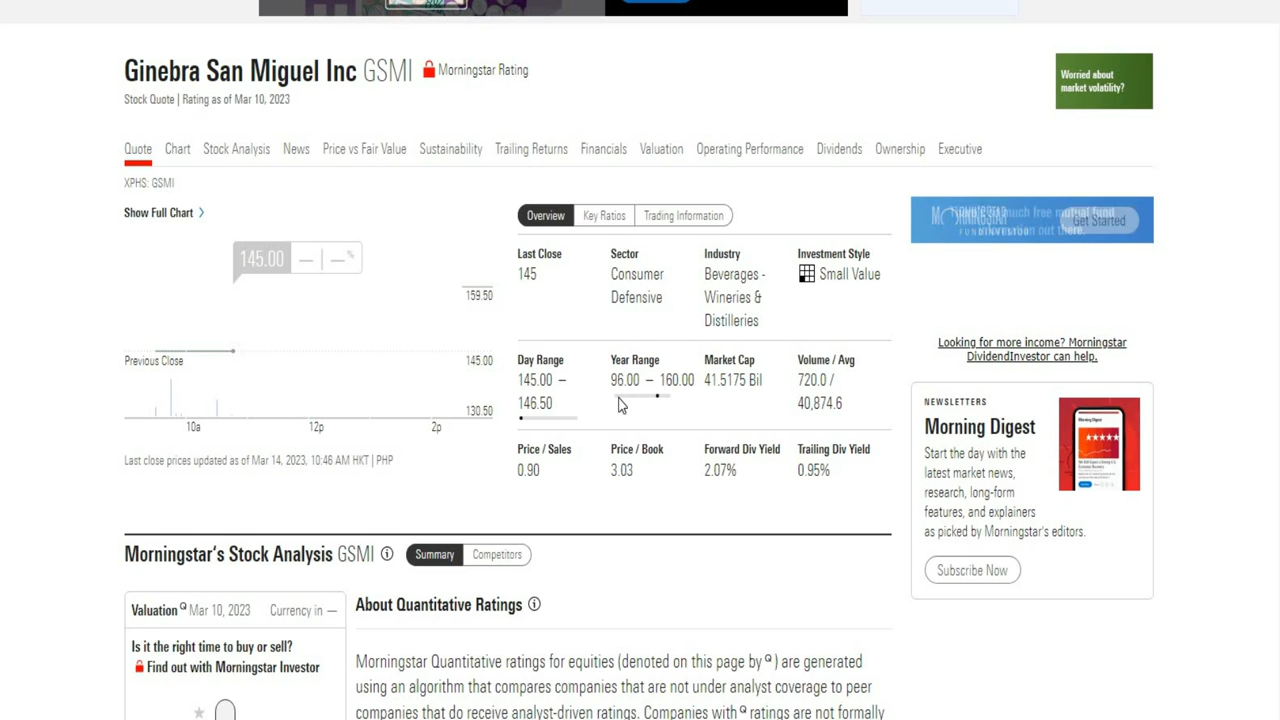 Ginebra San Miguel Inc GSMI Morningstar Rating
Stock Quote | Rating as of Mar 10, 2023
Worried about
market volatility?
Quote Chart Stock Analysis News Price vs Fair Value Sustainability Trailing Returns Financials Valuation Operating Performance Dividends Ownership Executive
XPHS: GSMI
Show Full Chart
145.00 — | —%
159.50
Previous Close 145.00
130.50
10a 12p 2p
Last close prices updated as of Mar 14, 2023, 10:46 AM HKT | PHP
Overview Key Ratios Trading Information
Last Close Sector Industry Investment Style
145 Consumer Beverages - Small Value
Defensive Wineries &
Distilleries
Day Range Year Range Market Cap Volume / Avg
145.00 – 96.00 – 160.00 41.5175 Bil 720.0 /
146.50 40,874.6
Price / Sales Price / Book Forward Div Yield Trailing Div Yield
0.90 3.03 2.07% 0.95%
Get Started
Looking for more income? Morningstar
DividendInvestor can help.
NEWSLETTERS
Morning Digest
Start the day with the
latest market news,
research, long-form
features, and explainers
as picked by Morningstar's editors.
Subscribe Now
Morningstar's Stock Analysis GSMI Summary Competitors
Valuation Q Mar 10, 2023 Currency in —
Is it the right time to buy or sell?
Find out with Morningstar Investor
About Quantitative Ratings
Morningstar Quantitative ratings for equities (denoted on this page by Q) are generated
using an algorithm that compares companies that are not under analyst coverage to peer
companies that do receive analyst-driven ratings. Companies with Q ratings are not formally